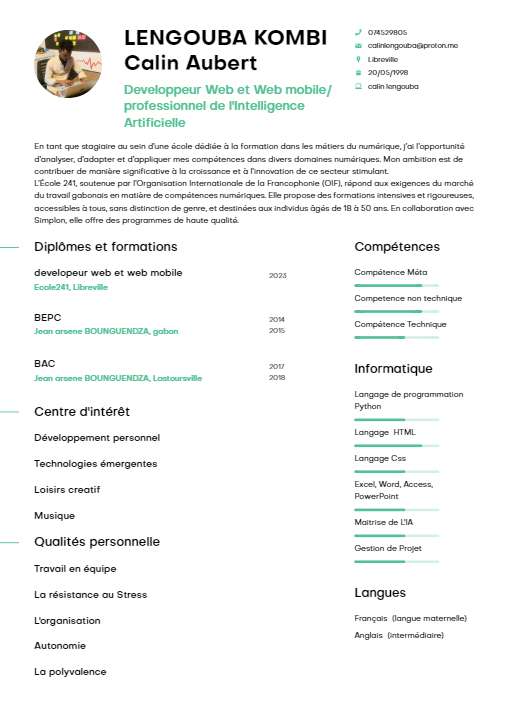 LENGOUBA KOMBI
Calin Aubert
Developpeur Web et Web mobile/
professionnel de l'Intelligence
Artificielle
074529805
calinlengouba@proton.me
Libreville
20/05/1998
calin lengouba
En tant que stagiaire au sein d'une école dédiée à la formation dans les métiers du numérique, j'ai l'opportunité
d'analyser, d'adapter et d'appliquer mes compétences dans divers domaines numériques. Mon ambition est de
contribuer de manière significative à la croissance et à l'innovation de ce secteur stimulant.
L'École 241, soutenue par l'Organisation Internationale de la Francophonie (OIF), répond aux exigences du marché
du travail gabonais en matière de compétences numériques. Elle propose des formations intensives et rigoureuses,
accessibles à tous, sans distinction de genre, et destinées aux individus âgés de 18 à 50 ans. En collaboration avec
Simplon, elle offre des programmes de haute qualité.
Diplômes et formations
developeur web et web mobile
2023
Ecole241, Libreville
BEPC
2014
Jean arsene BOUNGUENDZA, gabon
2015
BAC
2017
Jean arsene BOUNGUENDZA, Lastoursville
2018
Centre d'intérêt
Développement personnel
Technologies émergentes
Loisirs creatif
Musique
Qualités personnelle
Travail en équipe
La résistance au Stress
L'organisation
Autonomie
La polyvalence
Compétences
Compétence Méta
Competence non technique
Compétence Technique
Informatique
Langage de programmation
Python
Langage HTML
Langage Css
Excel, Word, Access,
PowerPoint
Maitrise de L'IA
Gestion de Projet
Langues
Français (langue maternelle)
Anglais (intermédiaire)